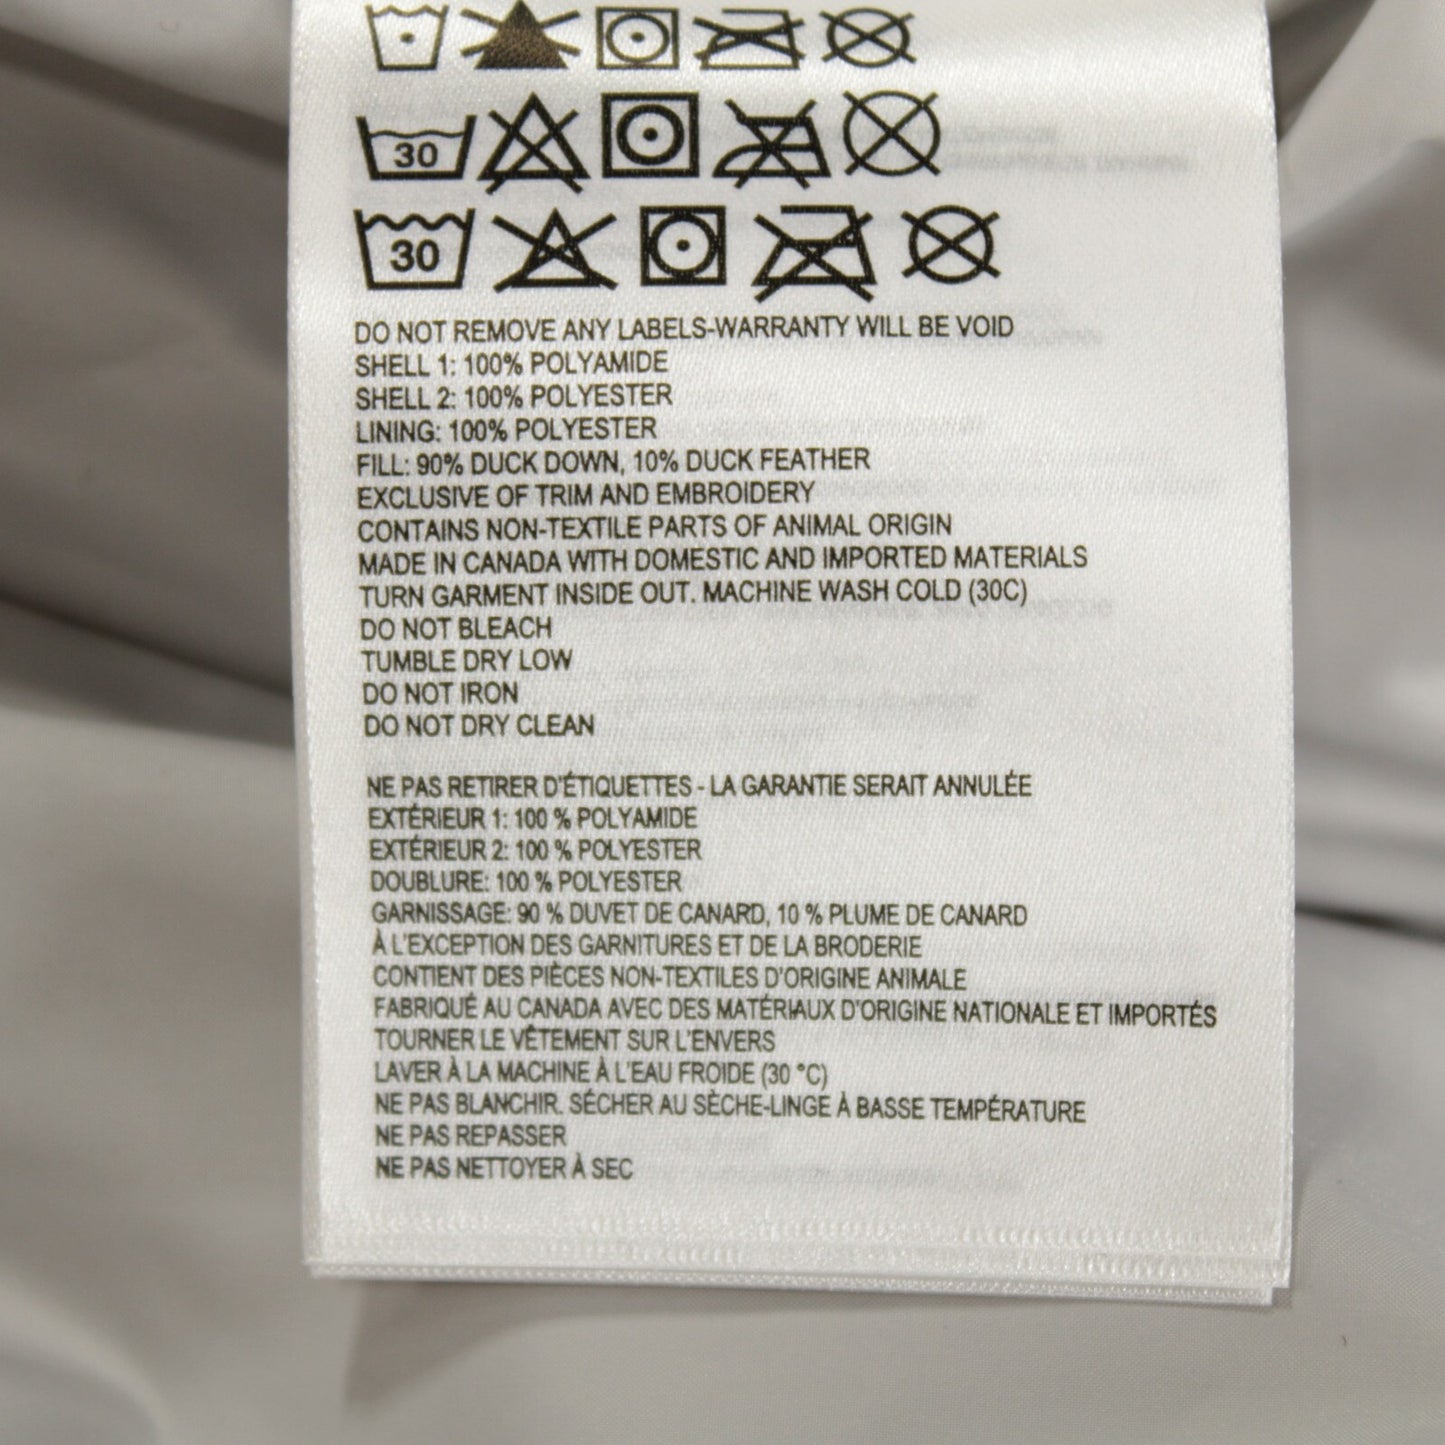 30
30
DO NOT REMOVE ANY LABELS-WARRANTY WILL BE VOID
SHELL 1: 100% POLYAMIDE
SHELL 2: 100% POLYESTER
LINING: 100% POLYESTER
FILL: 90% DUCK DOWN, 10% DUCK FEATHER
EXCLUSIVE OF TRIM AND EMBROIDERY
CONTAINS NON-TEXTILE PARTS OF ANIMAL ORIGIN
MADE IN CANADA WITH DOMESTIC AND IMPORTED MATERIALS
TURN GARMENT INSIDE OUT. MACHINE WASH COLD (30C)
DO NOT BLEACH
TUMBLE DRY LOW
DO NOT IRON
DO NOT DRY CLEAN
NE PAS RETIRER D'ÉTIQUETTES - LA GARANTIE SERAIT ANNULÉE
EXTÉRIEUR 1: 100 % POLYAMIDE
EXTÉRIEUR 2: 100 % POLYESTER
DOUBLURE: 100 % POLYESTER
GARNISSAGE: 90 % DUVET DE CANARD, 10 % PLUME DE CANARD
À L'EXCEPTION DES GARNITURES ET DE LA BRODERIE
CONTIENT DES PIÈCES NON-TEXTILES D'ORIGINE ANIMALE
FABRIQUÉ AU CANADA AVEC DES MATÉRIAUX D'ORIGINE NATIONALE ET IMPORTÉS
TOURNER LE VÊTEMENT SUR L'ENVERS
LAVER À LA MACHINE À L'EAU FROIDE (30 °C)
NE PAS BLANCHIR. SÉCHER AU SÈCHE-LINGE À BASSE TEMPÉRATURE
NE PAS REPASSER
NE PAS NETTOYER À SEC